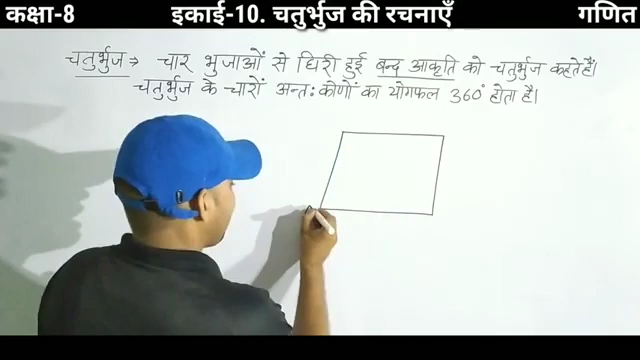 कक्षा-8 इकाई-10. चतुर्भुज की रचनाएँ गणित
चतुर्भुज → चार भुजाओं से घिरी हुई बन्द आकृति को चतुर्भुज कहते हैं।
चतुर्भुज के चारों अन्तः कोणों का योगफल 360° होता है।